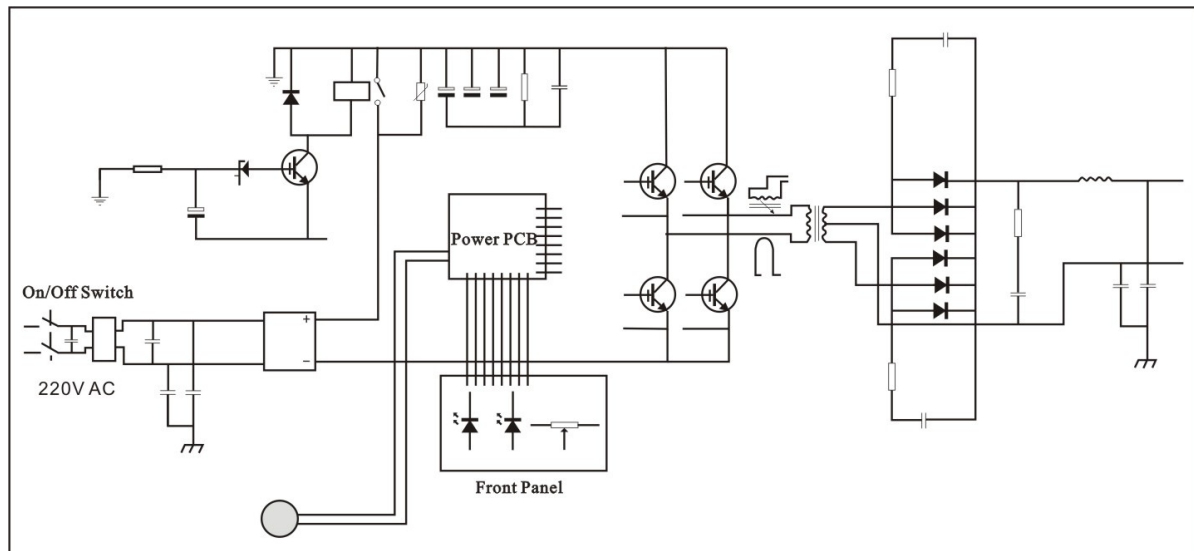 Power PCB
On/Off Switch
+
−
220V AC
Front Panel